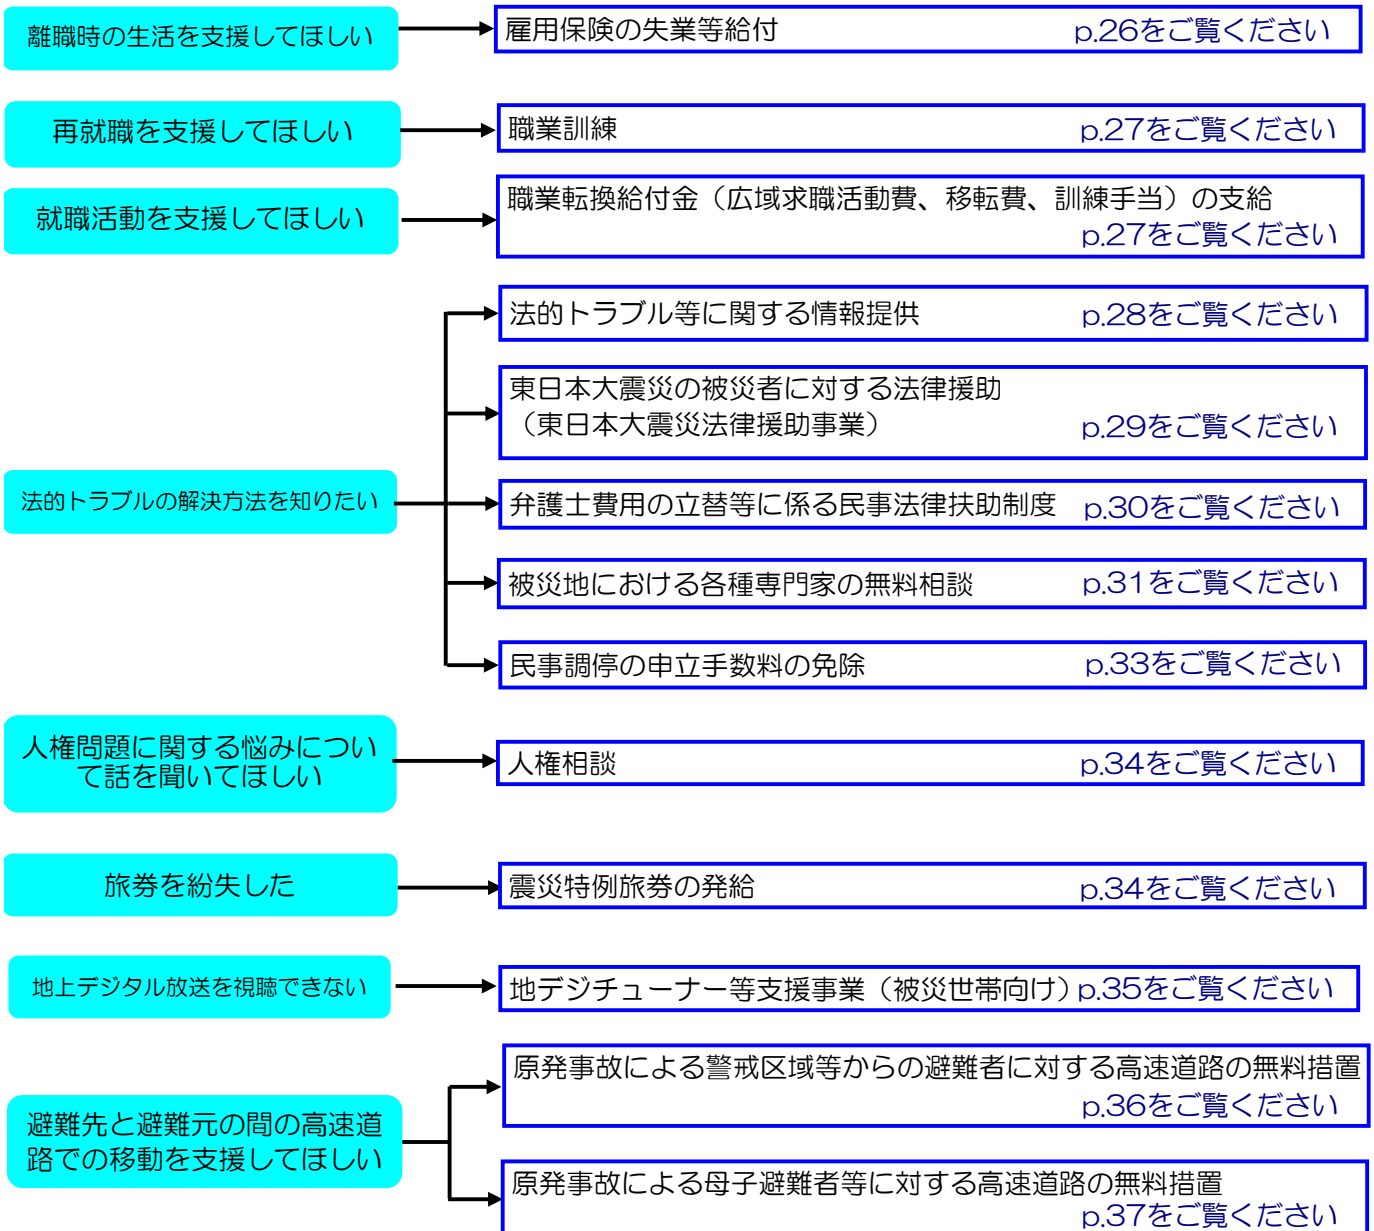 離職時の生活を支援してほしい
雇用保険の失業等給付
p.26をご覧ください
再就職を支援してほしい
職業訓練
p.27をご覧ください
就職活動を支援してほしい
職業転換給付金（広域求職活動費、移転費、訓練手当）の支給
p.27をご覧ください
法的トラブルの解決方法を知りたい
法的トラブル等に関する情報提供
p.28をご覧ください
東日本大震災の被災者に対する法律援助
（東日本大震災法律援助事業）
p.29をご覧ください
弁護士費用の立替等に係る民事法律扶助制度
p.30をご覧ください
被災地における各種専門家の無料相談
p.31をご覧ください
民事調停の申立手数料の免除
p.33をご覧ください
人権問題に関する悩みについ
て話を聞いてほしい
人権相談
p.34をご覧ください
旅券を紛失した
震災特例旅券の発給
p.34をご覧ください
地上デジタル放送を視聴できない
地デジチューナー等支援事業（被災世帯向け）
p.35をご覧ください
避難先と避難元の間の高速道
路での移動を支援してほしい
原発事故による警戒区域等からの避難者に対する高速道路の無料措置
p.36をご覧ください
原発事故による母子避難者等に対する高速道路の無料措置
p.37をご覧ください